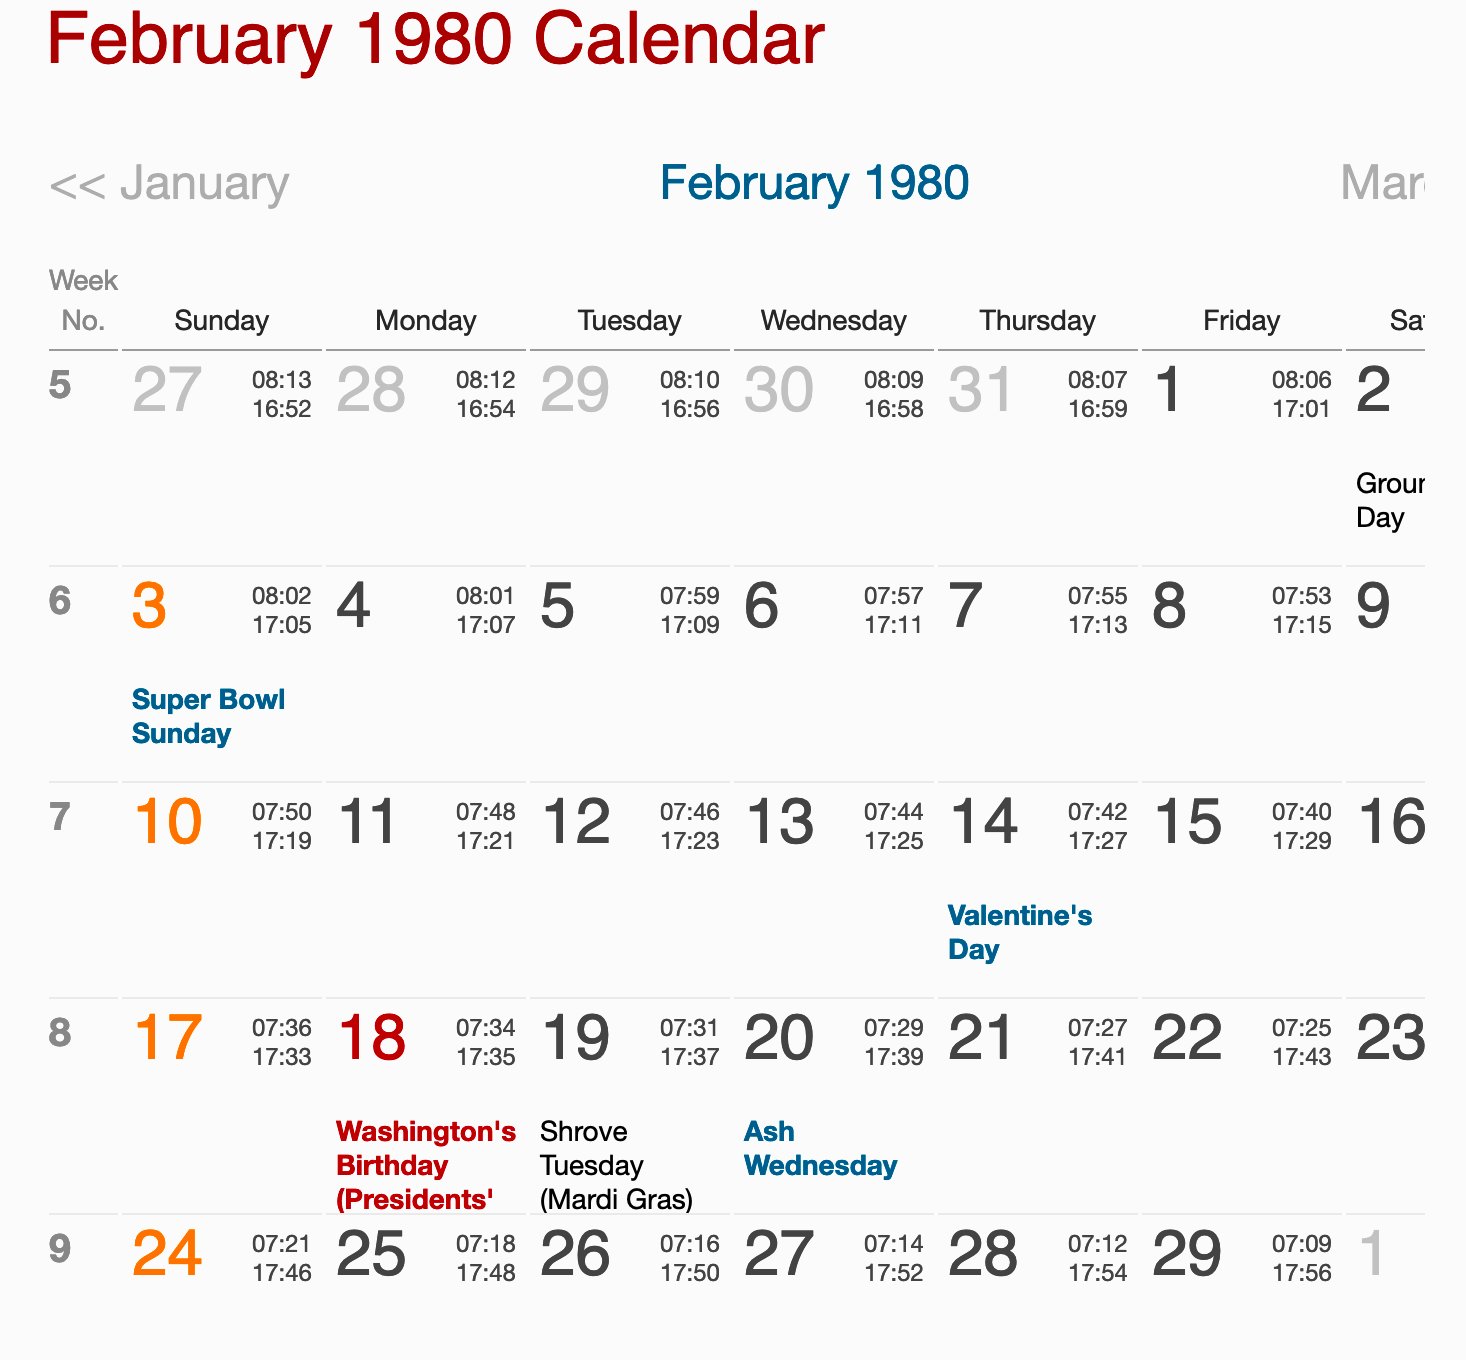 February 1980 Calendar
<< January February 1980
Week
No. Sunday Monday Tuesday Wednesday Thursday Friday
5 27 08:13 28 08:12 29 08:10 30 08:09 31 08:07 1 08:06 2
16:52 16:54 16:56 16:58 16:59 17:01
Day
6 3 08:02 4 08:01 5 07:59 6 07:57 7 07:55 8 07:53 9
17:05 17:07 17:09 17:11 17:13 17:15
Super Bowl
Sunday
7 10 07:50 11 07:48 12 07:46 13 07:44 14 07:42 15 07:40 16
17:19 17:21 17:23 17:25 17:27 17:29
Valentine's
Day
8 17 07:36 18 07:34 19 07:31 20 07:29 21 07:27 22 07:25 23
17:33 17:35 17:37 17:39 17:41 17:43
Washington's Shrove Ash
Birthday Tuesday Wednesday
(Presidents' (Mardi Gras)
9 24 07:21 25 07:18 26 07:16 27 07:14 28 07:12 29 07:09 1
17:46 17:48 17:50 17:52 17:54 17:56